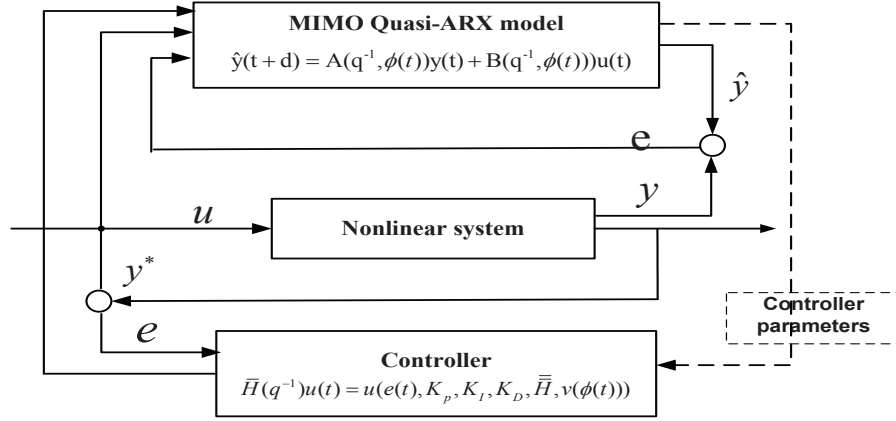 MIMO Quasi-ARX model
ŷ(t + d) = A(q⁻¹,ϕ(t))y(t) + B(q⁻¹,ϕ(t)))u(t)
ŷ
e
y
u
Nonlinear system
y*
e
Controller
parameters
Controller
H̅(q⁻¹)u(t) = u(e(t), K_p, K_I, K_D, H̿, v(ϕ(t)))